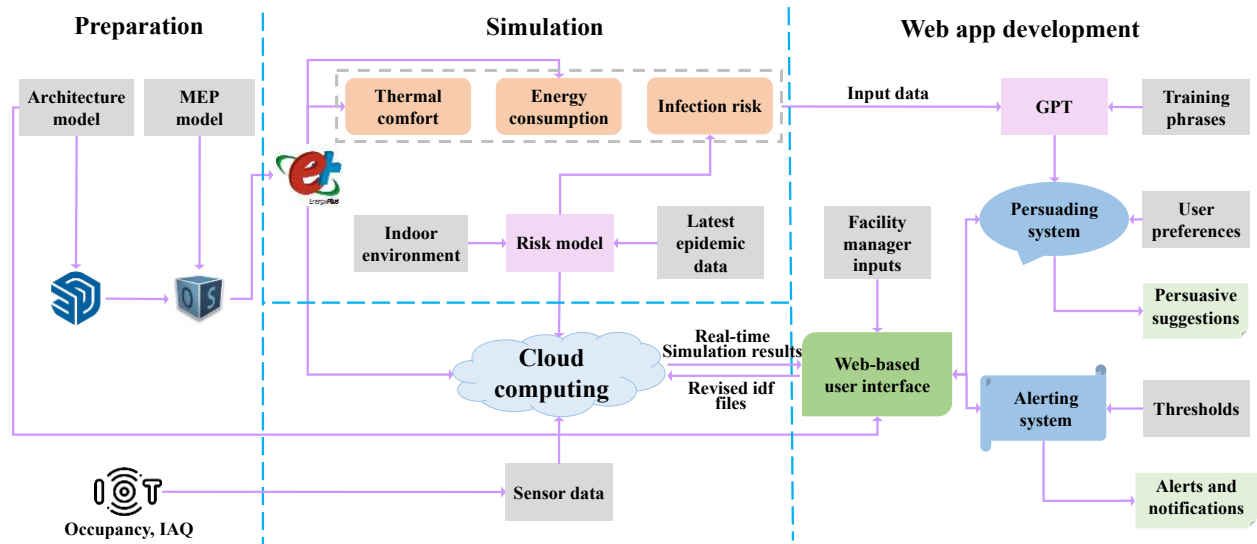 Preparation
Simulation
Web app development
Architecture
model
MEP
model
Thermal
comfort
Energy
consumption
Infection risk
Input data
GPT
Training
phrases
e+
EnergyPlus
Indoor
environment
Risk model
Latest
epidemic
data
Facility
manager
inputs
Persuading
system
User
preferences
OS
Persuasive
suggestions
Cloud
computing
Real-time
Simulation results
Revised idf
files
Web-based
user interface
Alerting
system
Thresholds
IOT
Occupancy, IAQ
Sensor data
Alerts and
notifications